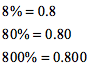 8% = 0.8
80% = 0.80
800% = 0.800